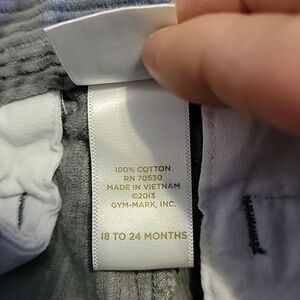 100% COTTON
RN 70530
MADE IN VIETNAM
©2013
GYM-MARK, INC.
18 TO 24 MONTHS